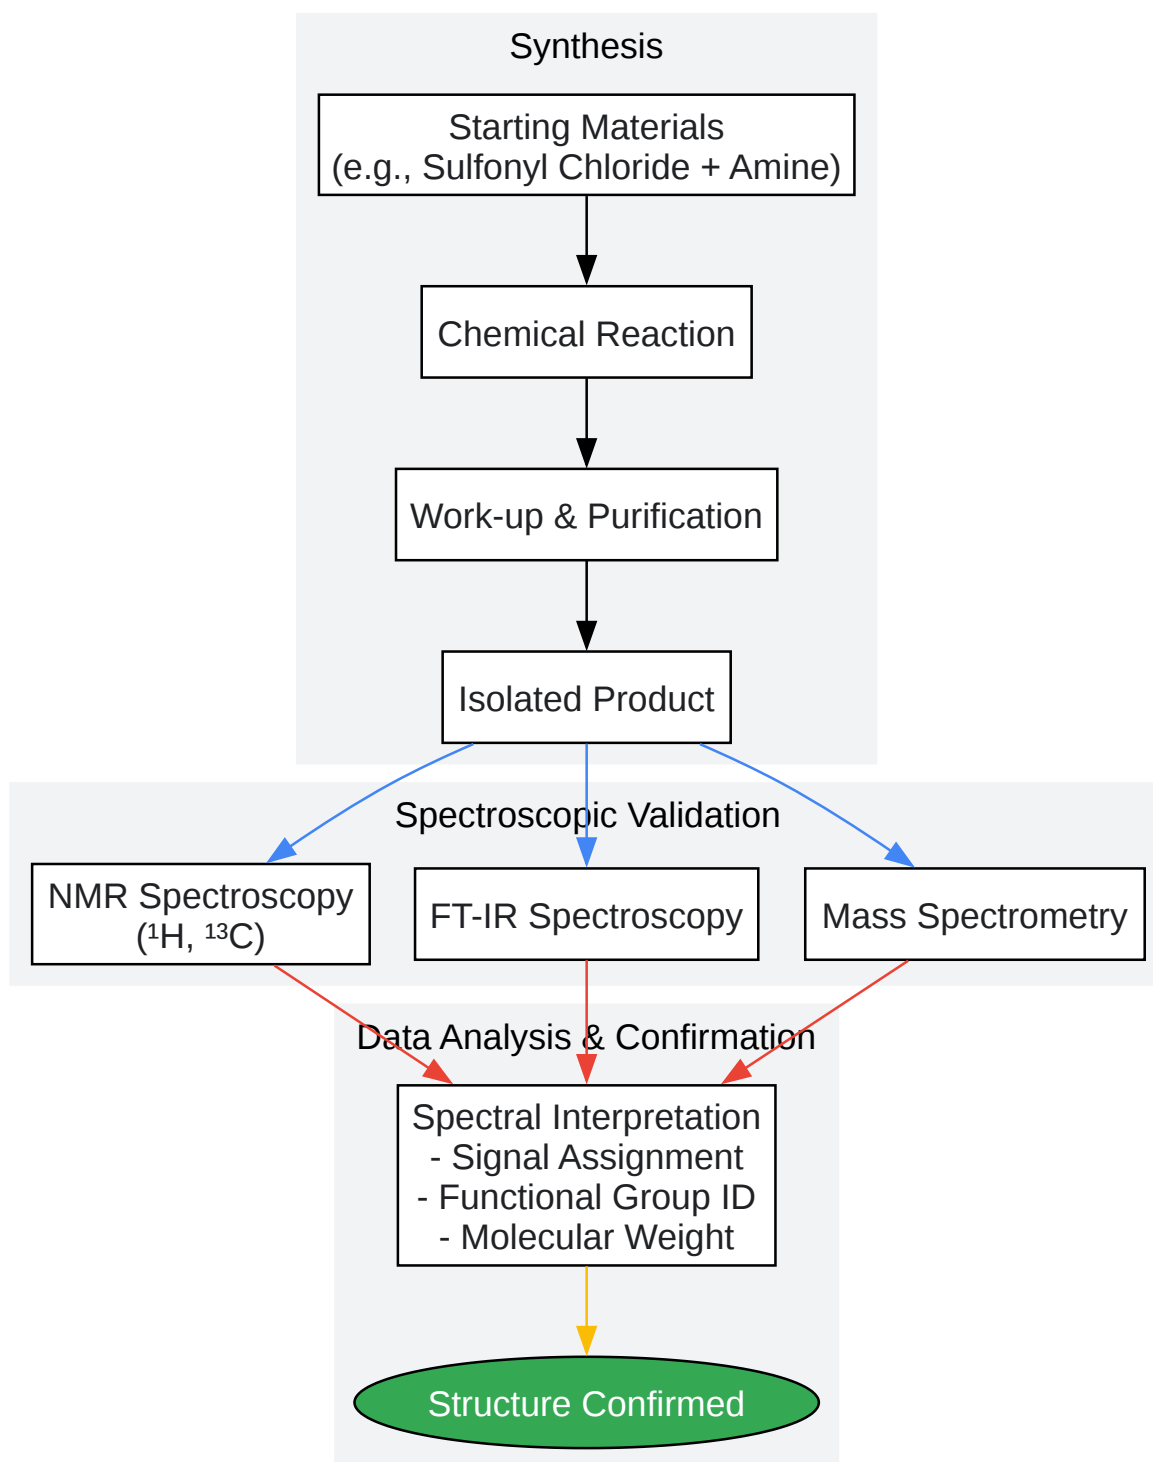 Synthesis
Starting Materials
(e.g., Sulfonyl Chloride + Amine)
Chemical Reaction
Work-up & Purification
Isolated Product
Spectroscopic Validation
NMR Spectroscopy
(¹H, ¹³C)
FT-IR Spectroscopy
Mass Spectrometry
Data Analysis & Confirmation
Spectral Interpretation
- Signal Assignment
- Functional Group ID
- Molecular Weight
Structure Confirmed